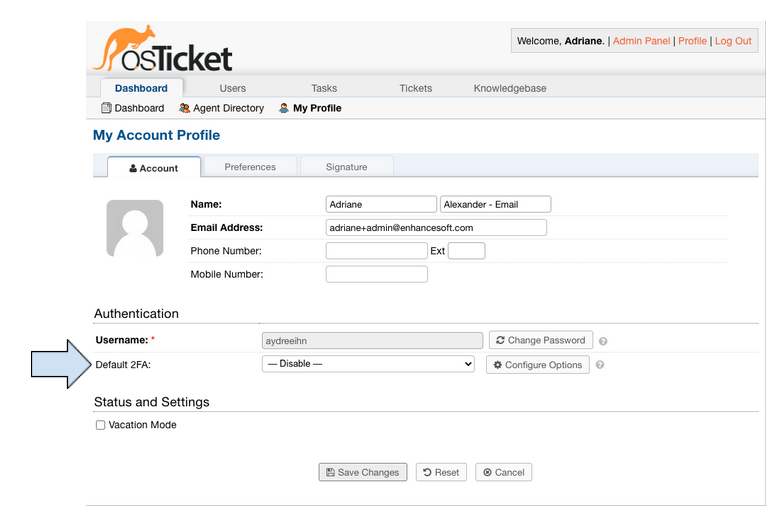 osTicket
Welcome, Adriane. | Admin Panel | Profile | Log Out
Dashboard Users Tasks Tickets Knowledgebase
Dashboard Agent Directory My Profile
My Account Profile
Account Preferences Signature
Name: Adriane Alexander - Email
Email Address: adriane+admin@enhancesoft.com
Phone Number: Ext
Mobile Number:
Authentication
Username: * aydreeihn Change Password ?
Default 2FA: — Disable — Configure Options ?
Status and Settings
Vacation Mode
Save Changes Reset Cancel